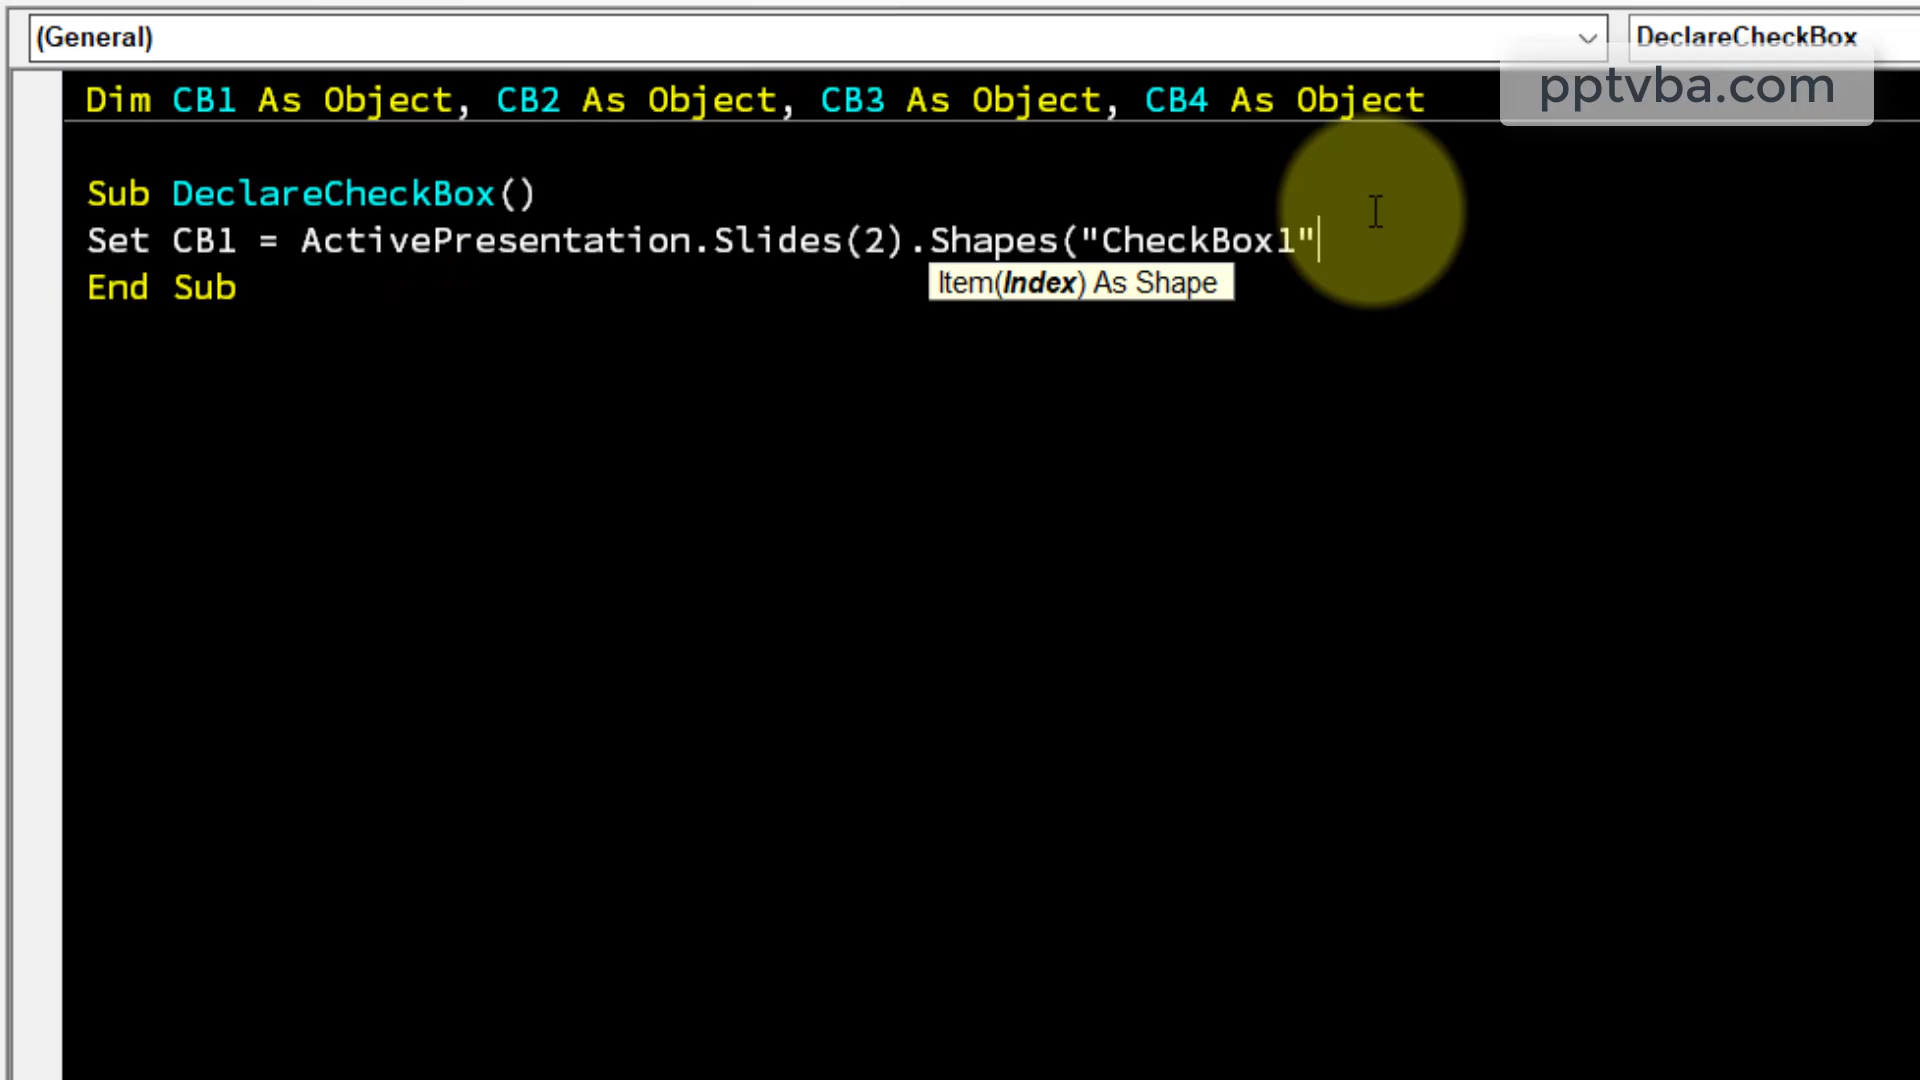 (General)
DeclareCheckBox
pptvba.com
Dim CB1 As Object, CB2 As Object, CB3 As Object, CB4 As Object
Sub DeclareCheckBox()
Set CB1 = ActivePresentation.Slides(2).Shapes("CheckBox1"
Item(Index) As Shape
End Sub